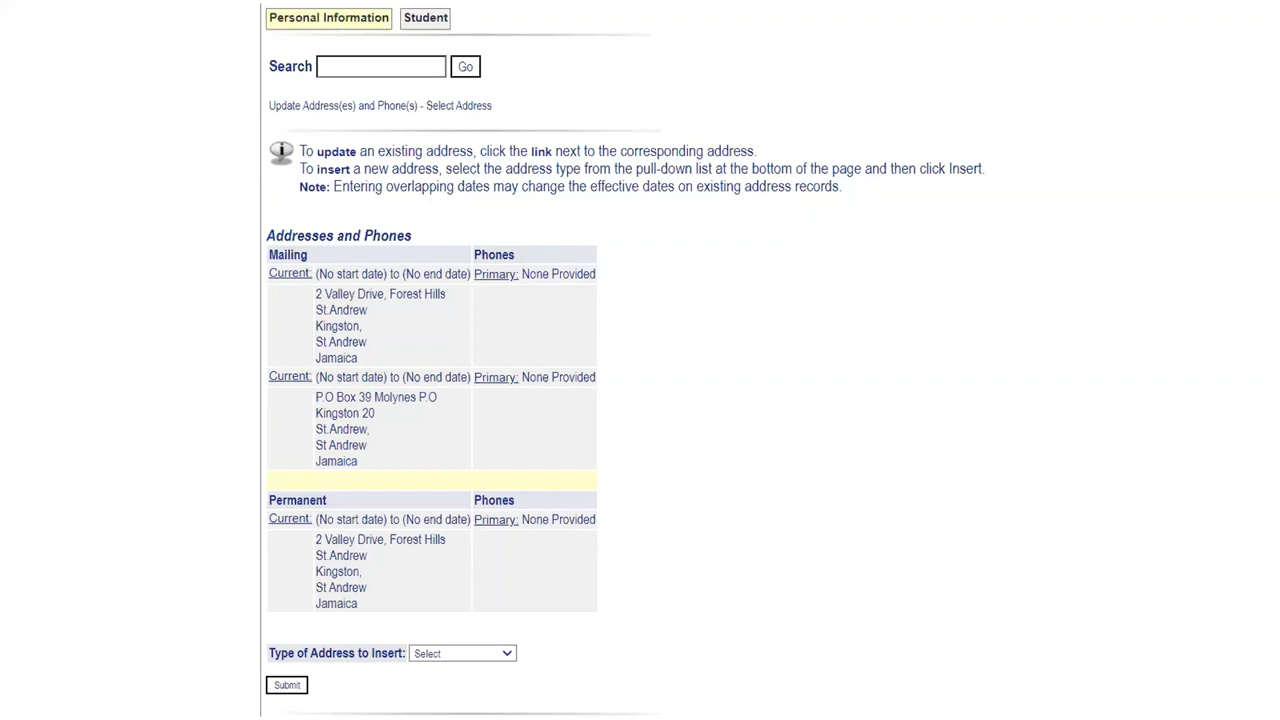 Personal Information Student
Search Go
Update Address(es) and Phone(s) - Select Address
To update an existing address, click the link next to the corresponding address.
To insert a new address, select the address type from the pull-down list at the bottom of the page and then click Insert.
Note: Entering overlapping dates may change the effective dates on existing address records.
Addresses and Phones
Mailing Phones
Current: (No start date) to (No end date) Primary: None Provided
2 Valley Drive, Forest Hills
St.Andrew
Kingston,
St Andrew
Jamaica
Current: (No start date) to (No end date) Primary: None Provided
P.O Box 39 Molynes P.O
Kingston 20
St.Andrew,
St Andrew
Jamaica
Permanent Phones
Current: (No start date) to (No end date) Primary: None Provided
2 Valley Drive, Forest Hills
St.Andrew
Kingston,
St Andrew
Jamaica
Type of Address to Insert: Select
Submit